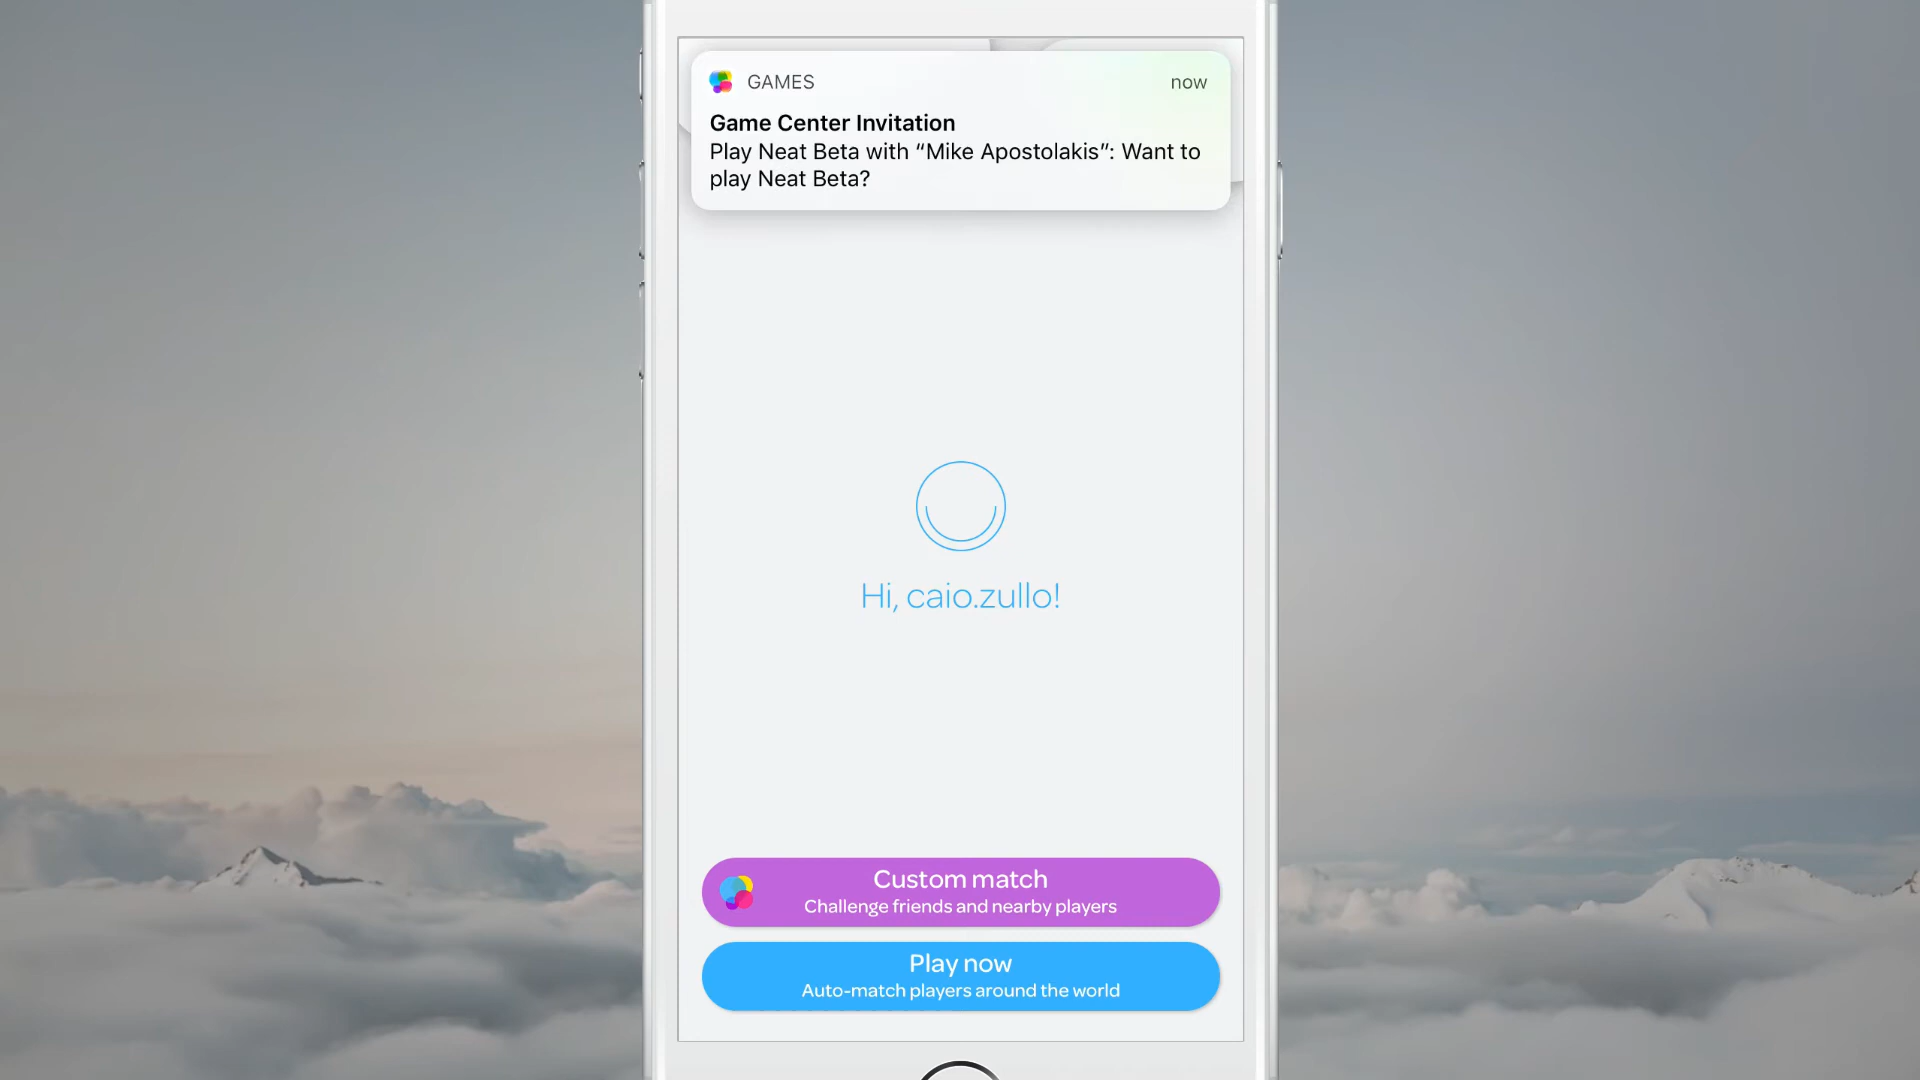 GAMES
now
Game Center Invitation
Play Neat Beta with “Mike Apostolakis”: Want to
play Neat Beta?
Hi, caio.zullo!
Custom match
Challenge friends and nearby players
Play now
Auto-match players around the world